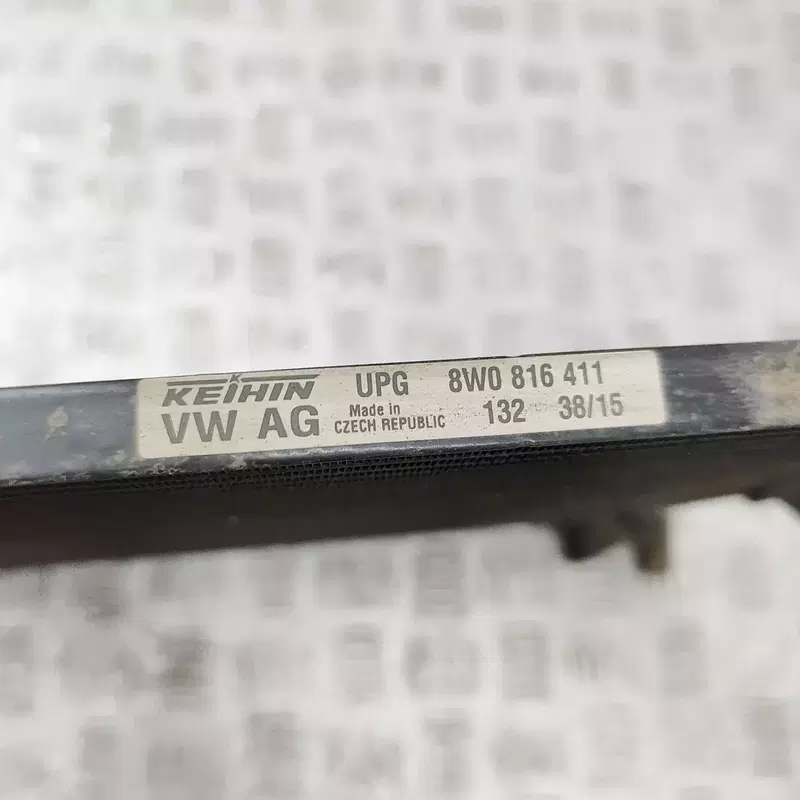 KEIHIN UPG 8W0 816 411
VW AG Made in CZECH REPUBLIC 132 38/15